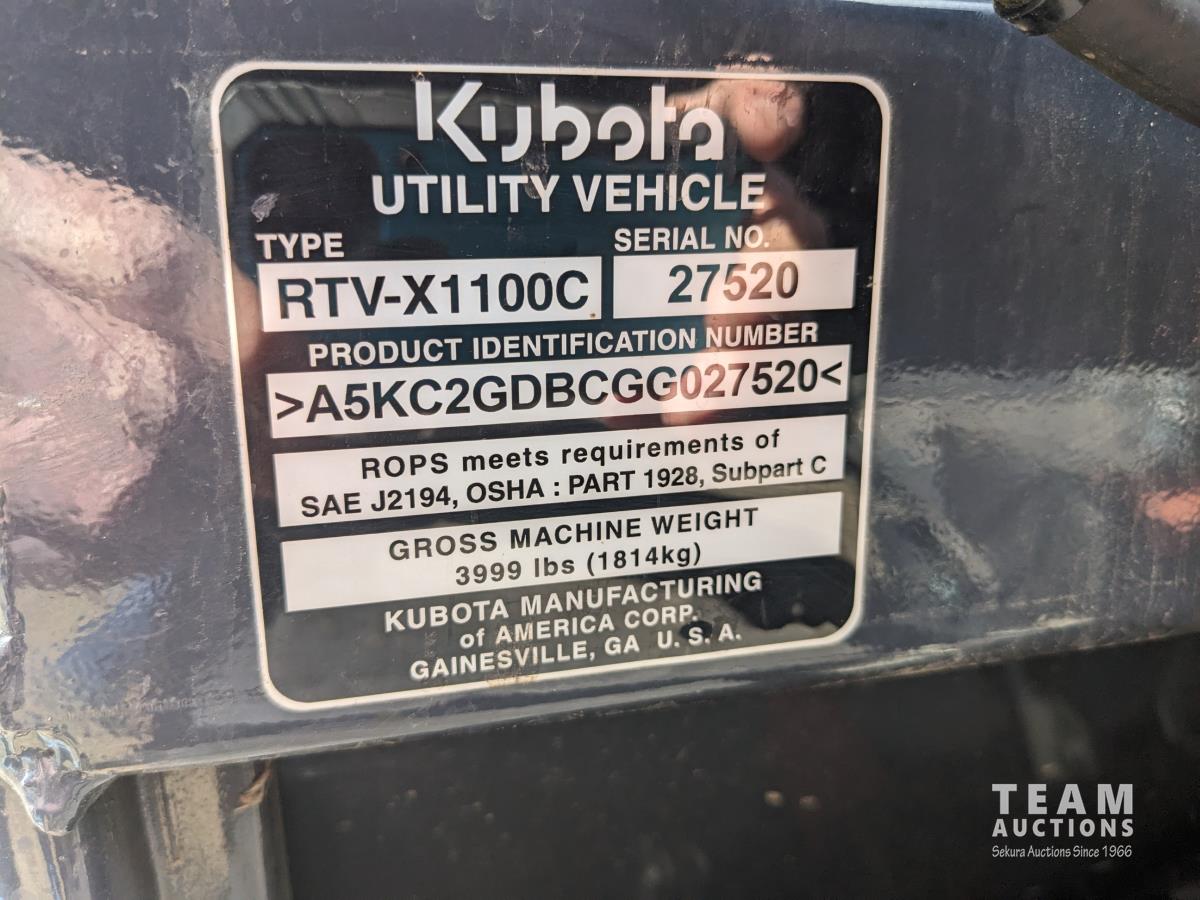 Kubota
UTILITY VEHICLE
TYPE SERIAL NO.
RTV-X1100C 27520
PRODUCT IDENTIFICATION NUMBER
>A5KC2GDBCGG027520<
ROPS meets requirements of
SAE J2194, OSHA : PART 1928, Subpart C
GROSS MACHINE WEIGHT
3999 lbs (1814kg)
KUBOTA MANUFACTURING
of AMERICA CORP.
GAINESVILLE, GA U. S. A.
TEAM
AUCTIONS
Sekura Auctions Since 1966